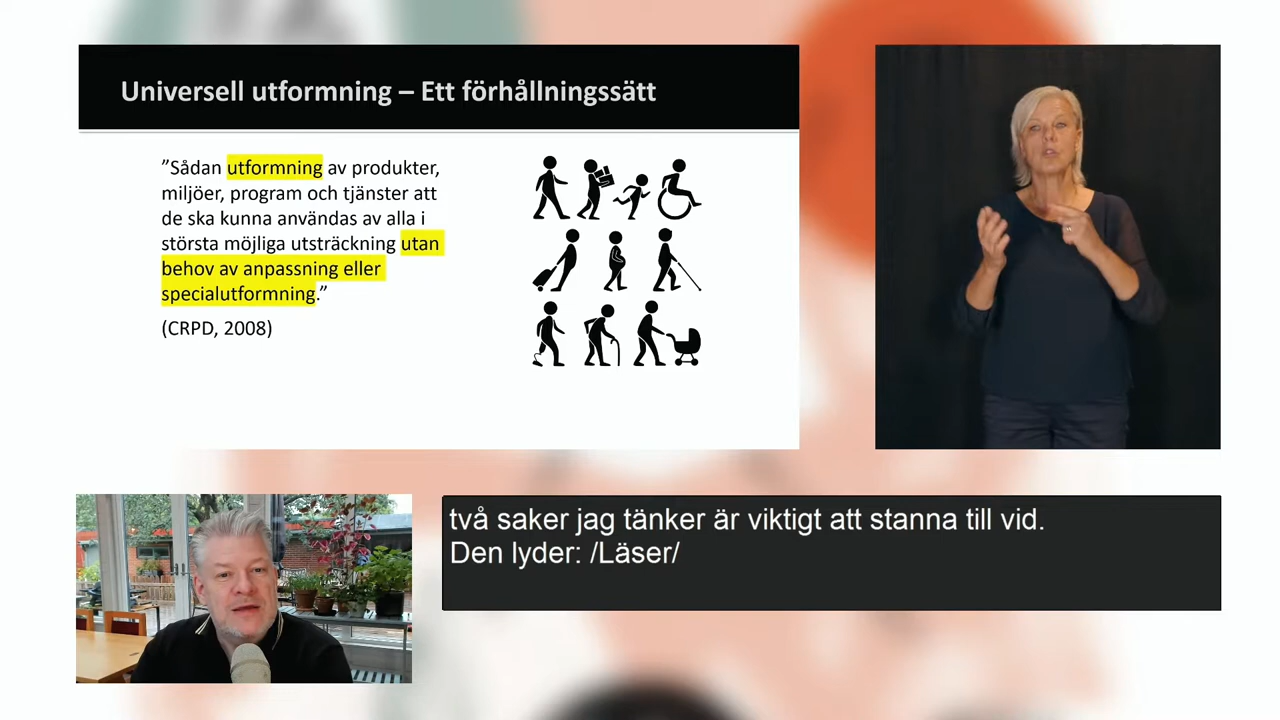 Universell utformning – Ett förhållningssätt
”Sådan utformning av produkter,
miljöer, program och tjänster att
de ska kunna användas av alla i
största möjliga utsträckning utan
behov av anpassning eller
specialutformning.”
(CRPD, 2008)
två saker jag tänker är viktigt att stanna till vid.
Den lyder: /Läser/